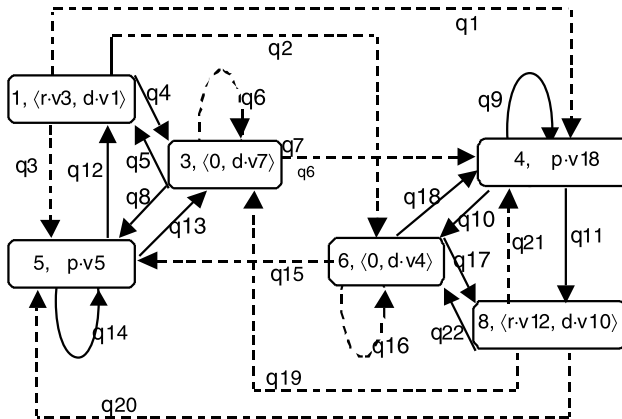 q1
q2
1, ⟨r·v3, d·v1⟩
q4
q6
q9
q3
q12
q5
q7
3, ⟨0, d·v7⟩
q6
4, p·v18
q8
q18
q13
q10
q21
q11
5, p·v5
q15
6, ⟨0, d·v4⟩
q17
q14
q16
q22
8, ⟨r·v12, d·v10⟩
q19
q20